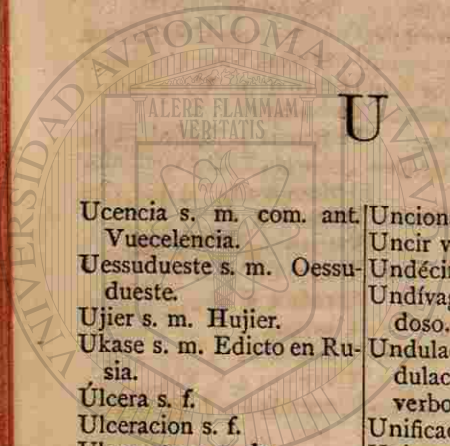 U
Ucencia s. m. com. ant.
Vuecelencia.
Uessudueste s. m. Oessu-
dueste.
Ujier s. m. Hujier.
Ukase s. m. Edicto en Ru-
sia.
Úlcera s. f.
Ulceracion s. f.
Uncion
Uncir v
Undéci
Undívag
doso.
Undula
dulac
verbo
Unifica
ALERE FLAMMAM
VERITATIS